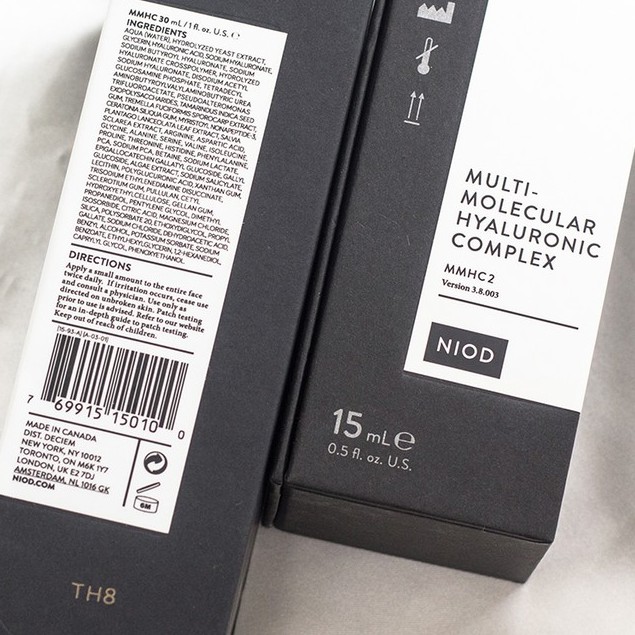 MMHC 30 mL / 1 fl. oz. U.S. ℮
INGREDIENTS
AQUA (WATER), HYDROLYZED YEAST EXTRACT,
GLYCERIN, HYALURONIC ACID, SODIUM HYALURONATE,
SODIUM BUTYROYL HYALURONATE, SODIUM
HYALURONATE CROSSPOLYMER, HYDROLYZED
SODIUM HYALURONATE, DISODIUM ACETYL
GLUCOSAMINE PHOSPHATE, TETRADECYL
AMINOBUTYROYLVALYLAMINOBUTYRIC UREA
TRIFLUOROACETATE, PSEUDOALTEROMONAS
EXOPOLYSACCHARIDES, TAMARINDUS INDICA SEED
GUM, TREMELLA FUCIFORMIS SPOROCARP EXTRACT,
CERATONIA SILIQUA GUM, MYRISTOYL NONAPEPTIDE-3,
PLANTAGO LANCEOLATA LEAF EXTRACT, SALVIA
SCLAREA EXTRACT, ARGININE, ASPARTIC ACID,
GLYCINE, ALANINE, SERINE, VALINE, ISOLEUCINE,
PROLINE, THREONINE, HISTIDINE, PHENYLALANINE,
PCA, SODIUM PCA, BETAINE, SODIUM LACTATE,
EPIGALLOCATECHIN GALLATYL GLUCOSIDE, GALLYL
GLUCOSIDE, ALGAE EXTRACT, SODIUM SALICYLATE,
LECITHIN, POLYGLUCURONIC ACID, XANTHAN GUM,
TRISODIUM ETHYLENEDIAMINE DISUCCINATE,
SCLEROTIUM GUM, PULLULAN, CETYL
HYDROXYETHYLCELLULOSE, GELLAN GUM,
PROPANEDIOL, PENTYLENE GLYCOL, DIMETHYL
ISOSORBIDE, CITRIC ACID, MAGNESIUM CHLORIDE,
SILICA, POLYSORBATE 20, ETHOXYDIGLYCOL, PROPYL
GALLATE, SODIUM CHLORIDE, DEHYDROACETIC ACID,
BENZYL ALCOHOL, POTASSIUM SORBATE, SODIUM
BENZOATE, ETHYLHEXYLGLYCERIN, 1,2-HEXANEDIOL,
CAPRYLYL GLYCOL, PHENOXYETHANOL.
DIRECTIONS
Apply a small amount to the entire face
twice daily. If irritation occurs, cease use
and consult a physician. Use only as
directed on unbroken skin. Patch testing
prior to use is advised. Refer to our website
for an in-depth guide to patch testing.
Keep out of reach of children.
[15-93-A] [A-03-01]
7 69915 15010 0
MADE IN CANADA
DIST. DECIEM
NEW YORK, NY 10012
TORONTO, ON M6K 1Y7
LONDON, UK E2 7DJ
AMSTERDAM, NL 1016 GK
NIOD.COM
6M
TH8
MULTI-
MOLECULAR
HYALURONIC
COMPLEX
MMHC2
Version 3.8.003
NIOD
15 mL ℮
0.5 fl. oz. U.S.